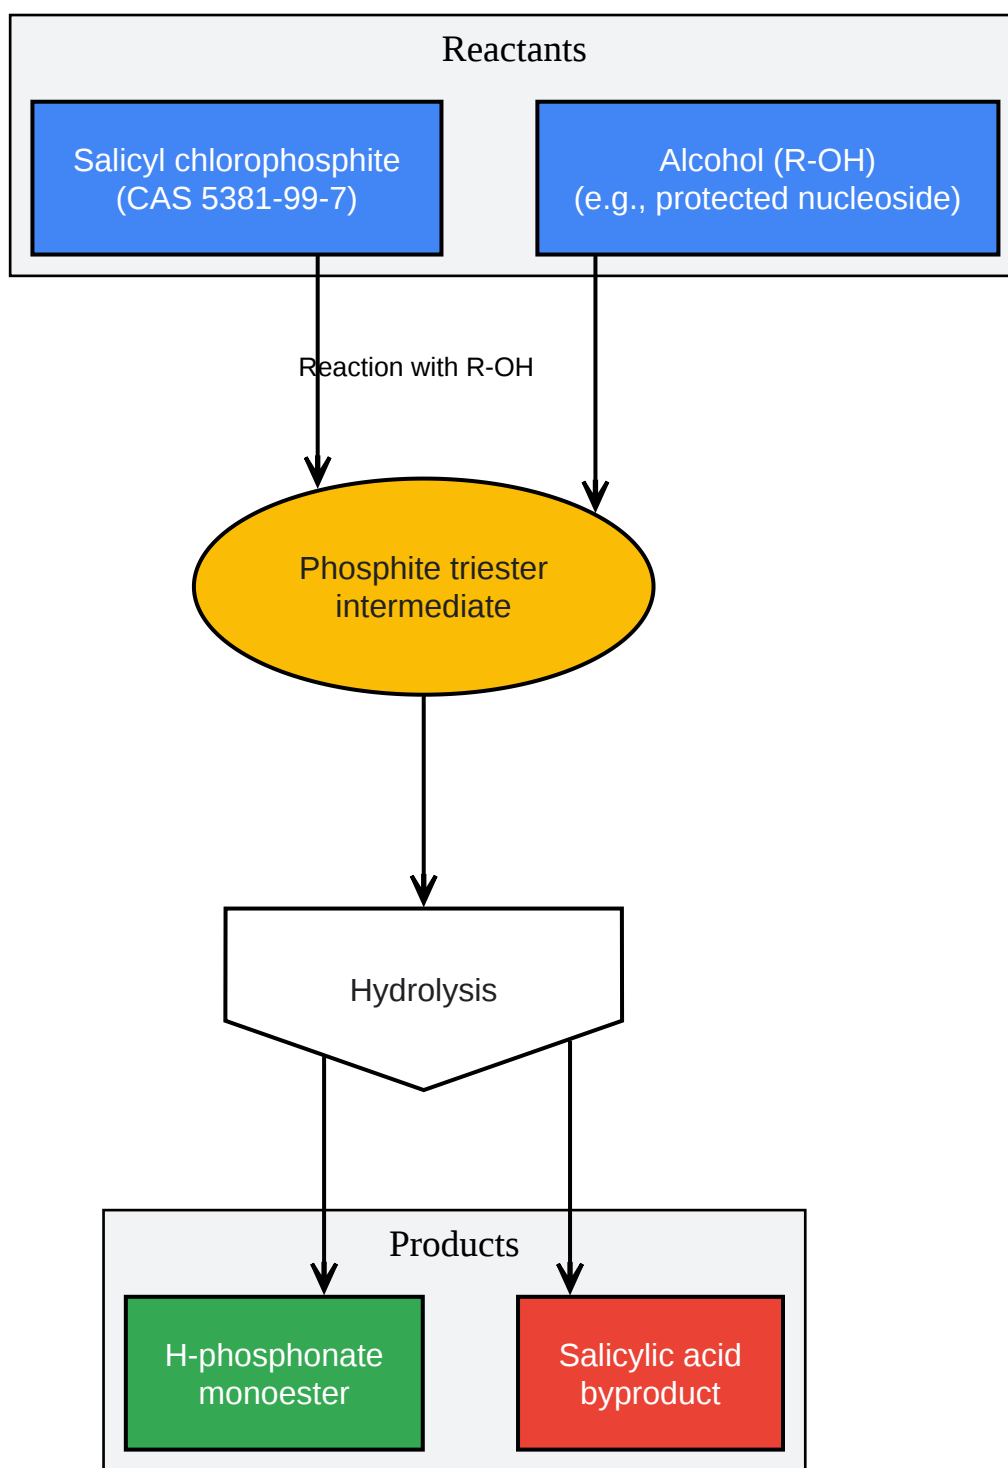 Reactants
Salicyl chlorophosphite
(CAS 5381-99-7)
Alcohol (R-OH)
(e.g., protected nucleoside)
Reaction with R-OH
Phosphite triester
intermediate
Hydrolysis
Products
H-phosphonate
monoester
Salicylic acid
byproduct